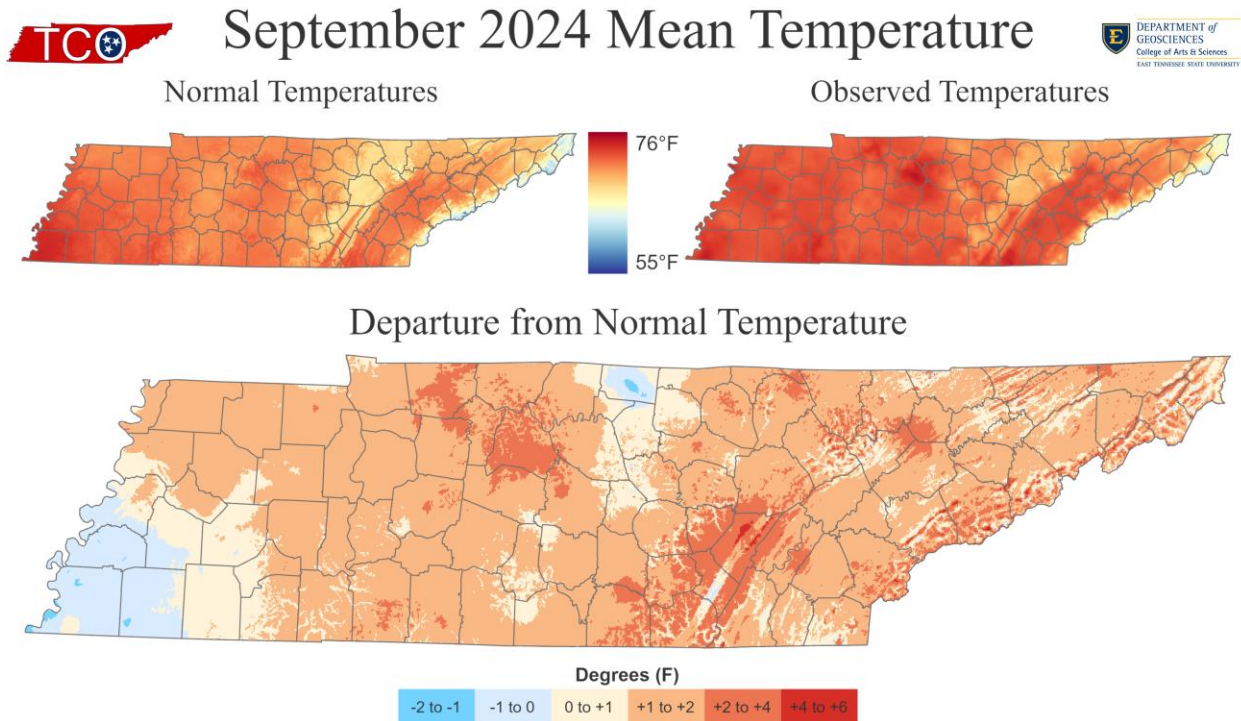 TCO
September 2024 Mean Temperature
E
DEPARTMENT of
GEOSCIENCES
College of Arts & Sciences
EAST TENNESSEE STATE UNIVERSITY
Normal Temperatures
Observed Temperatures
76°F
55°F
Departure from Normal Temperature
Degrees (F)
-2 to -1 -1 to 0 0 to +1 +1 to +2 +2 to +4 +4 to +6